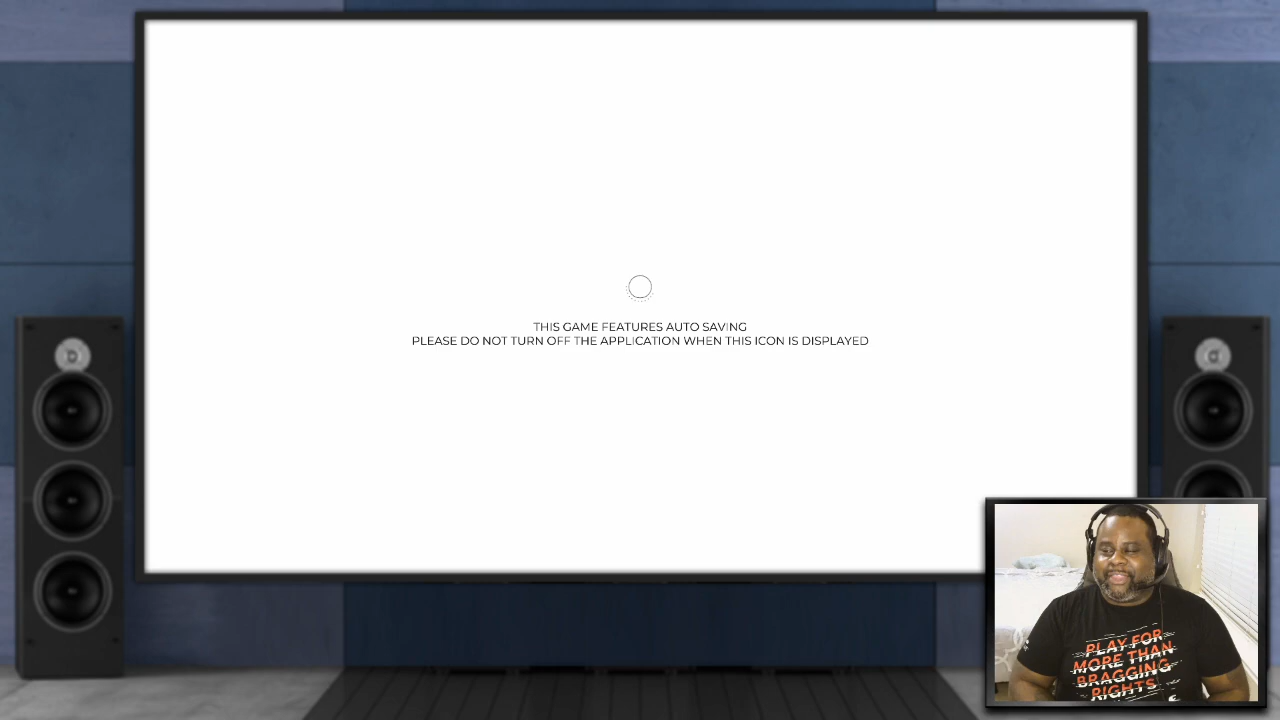 THIS GAME FEATURES AUTO SAVING
PLEASE DO NOT TURN OFF THE APPLICATION WHEN THIS ICON IS DISPLAYED
PLAY FOR
MORE THAN
BRAGGING
RIGHTS